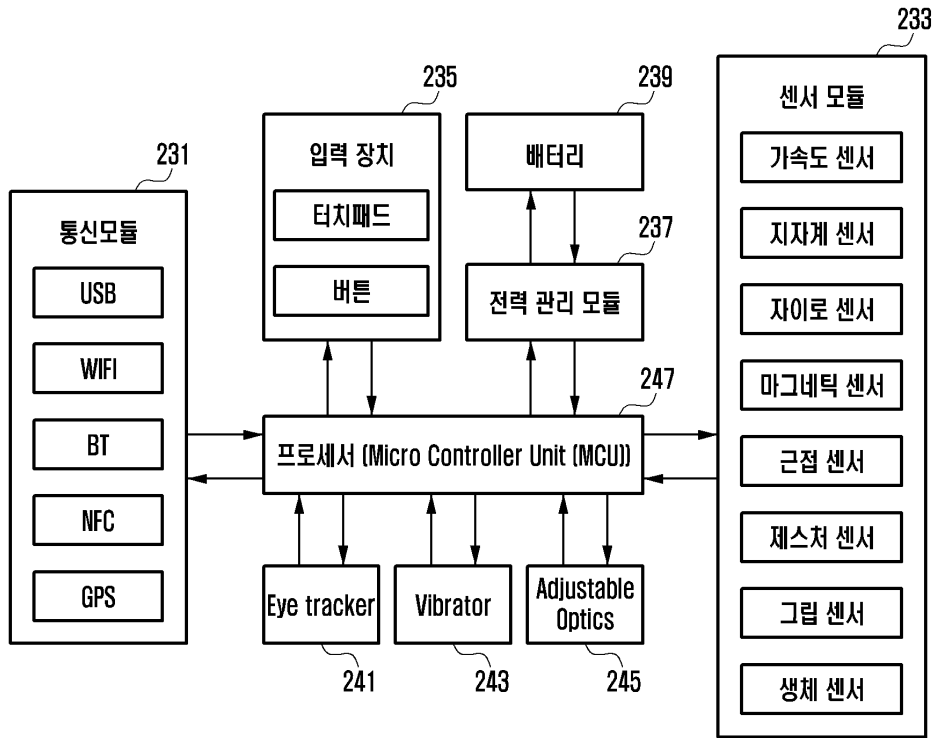 231
통신모듈
USB
WIFI
BT
NFC
GPS
235
입력 장치
터치패드
버튼
239
배터리
237
전력 관리 모듈
247
프로세서 (Micro Controller Unit (MCU))
Eye tracker
241
Vibrator
243
Adjustable
Optics
245
233
센서 모듈
가속도 센서
지자계 센서
자이로 센서
마그네틱 센서
근접 센서
제스처 센서
그립 센서
생체 센서